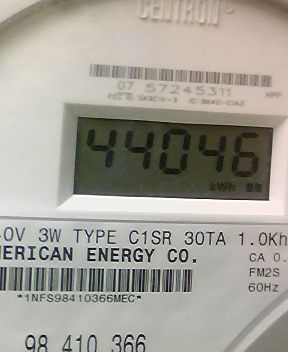 CENTRON
07 57245311
44046
kWh
0V 3W TYPE C1SR 30TA 1.0Kh
MERICAN ENERGY CO.
CA 0.
FM2S
60Hz
*1NFS98410366MEC*
98 410 366